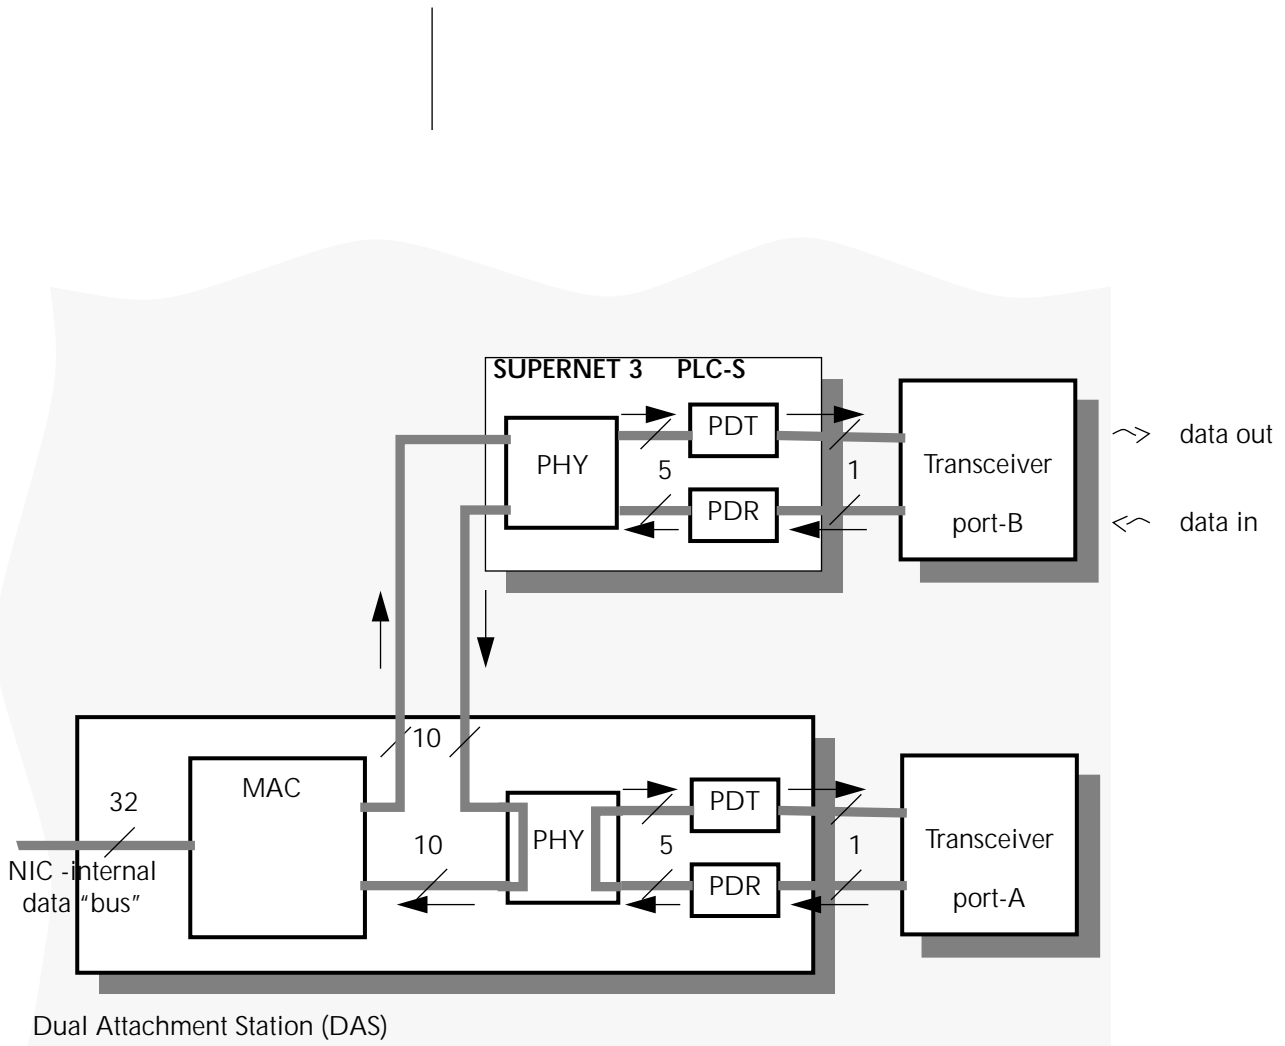 SUPERNET 3 PLC-S
PDT
PHY
5
PDR
1
Transceiver
port-B
data out
data in
10
MAC
32
NIC -internal
data “bus”
10
PHY
PDT
5
PDR
1
Transceiver
port-A
Dual Attachment Station (DAS)